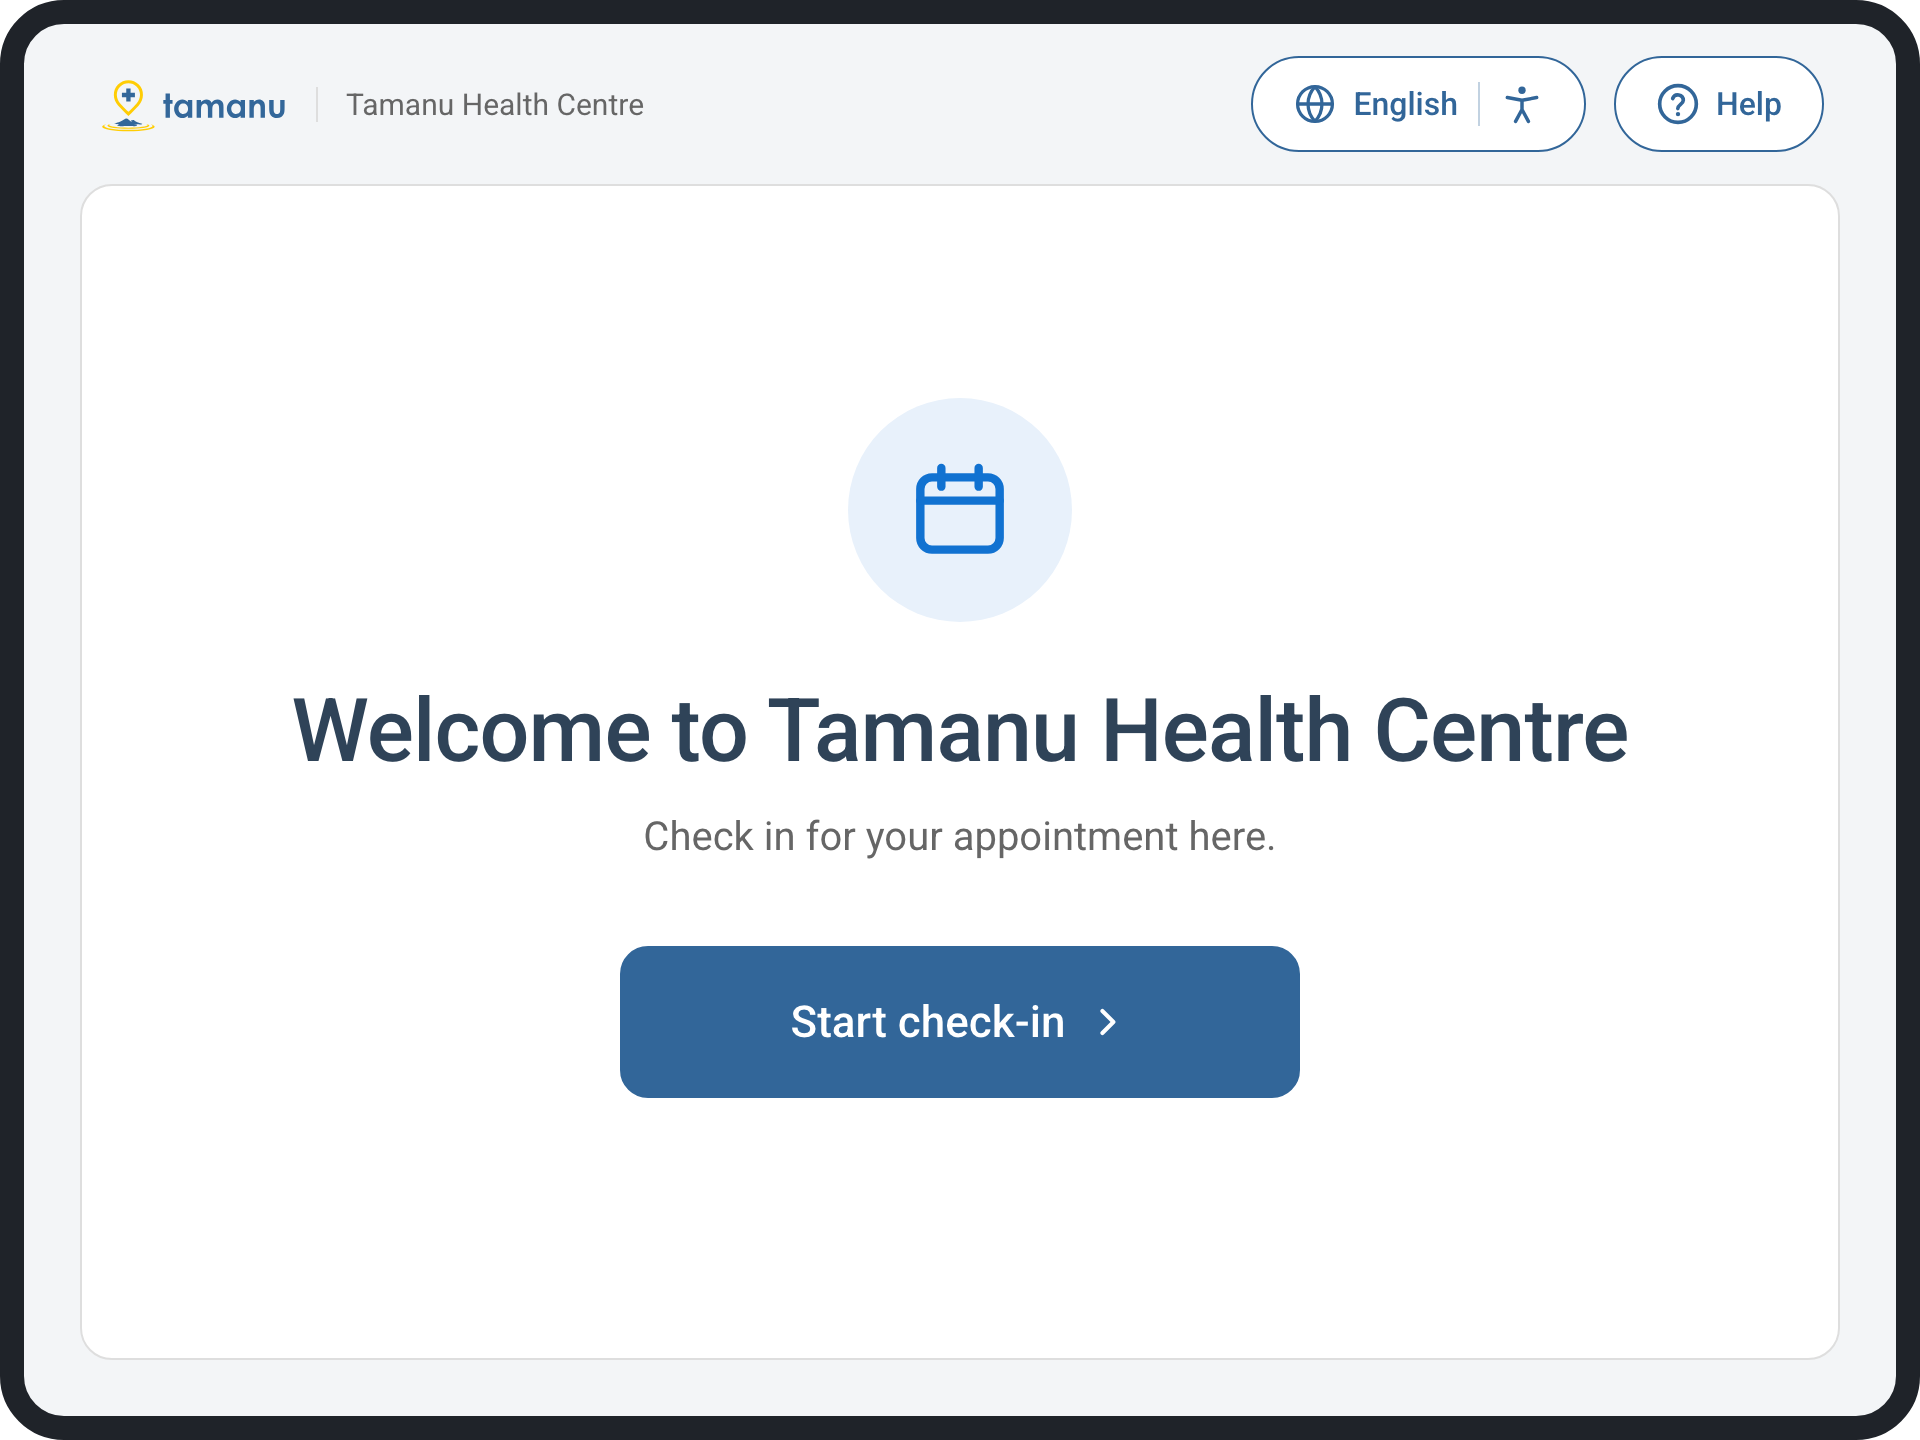 tamanu
Tamanu Health Centre
English
Help
Welcome to Tamanu Health Centre
Check in for your appointment here.
Start check-in